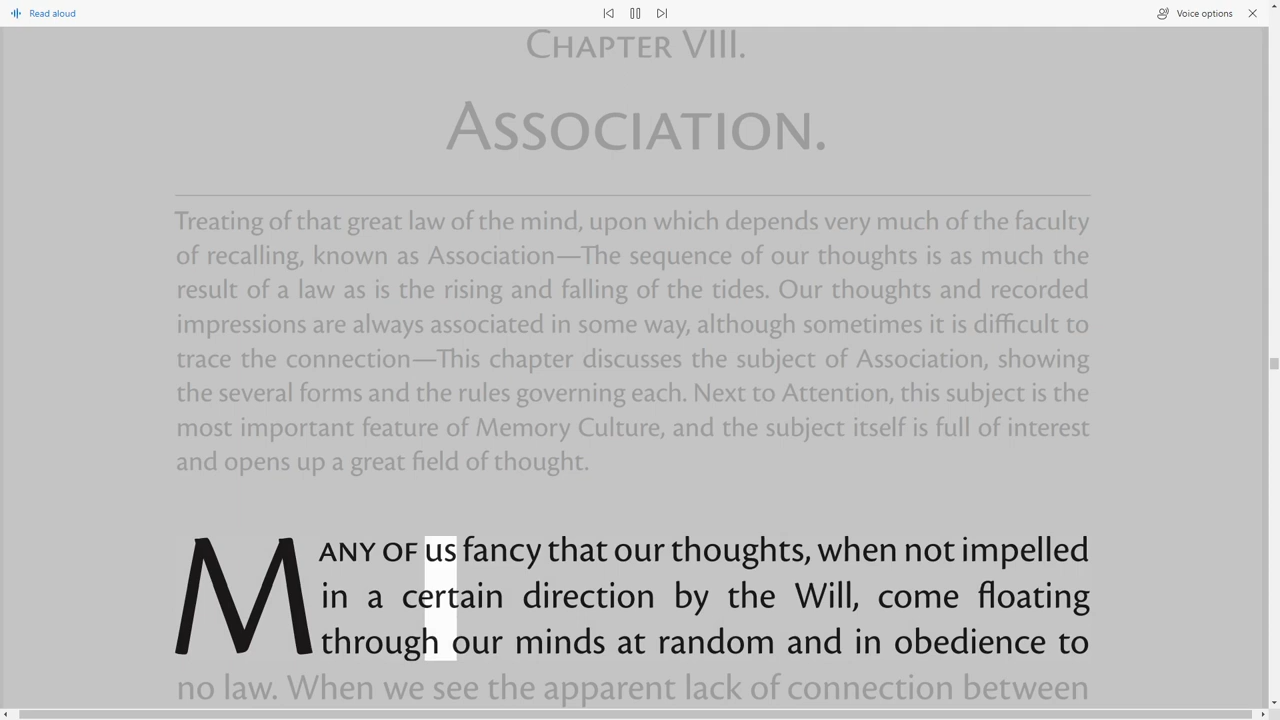 Read aloud
Voice options
CHAPTER VIII.
ASSOCIATION.
Treating of that great law of the mind, upon which depends very much of the faculty
of recalling, known as Association—The sequence of our thoughts is as much the
result of a law as is the rising and falling of the tides. Our thoughts and recorded
impressions are always associated in some way, although sometimes it is difficult to
trace the connection—This chapter discusses the subject of Association, showing
the several forms and the rules governing each. Next to Attention, this subject is the
most important feature of Memory Culture, and the subject itself is full of interest
and opens up a great field of thought.
MANY OF us fancy that our thoughts, when not impelled
in a certain direction by the Will, come floating
through our minds at random and in obedience to
no law. When we see the apparent lack of connection between